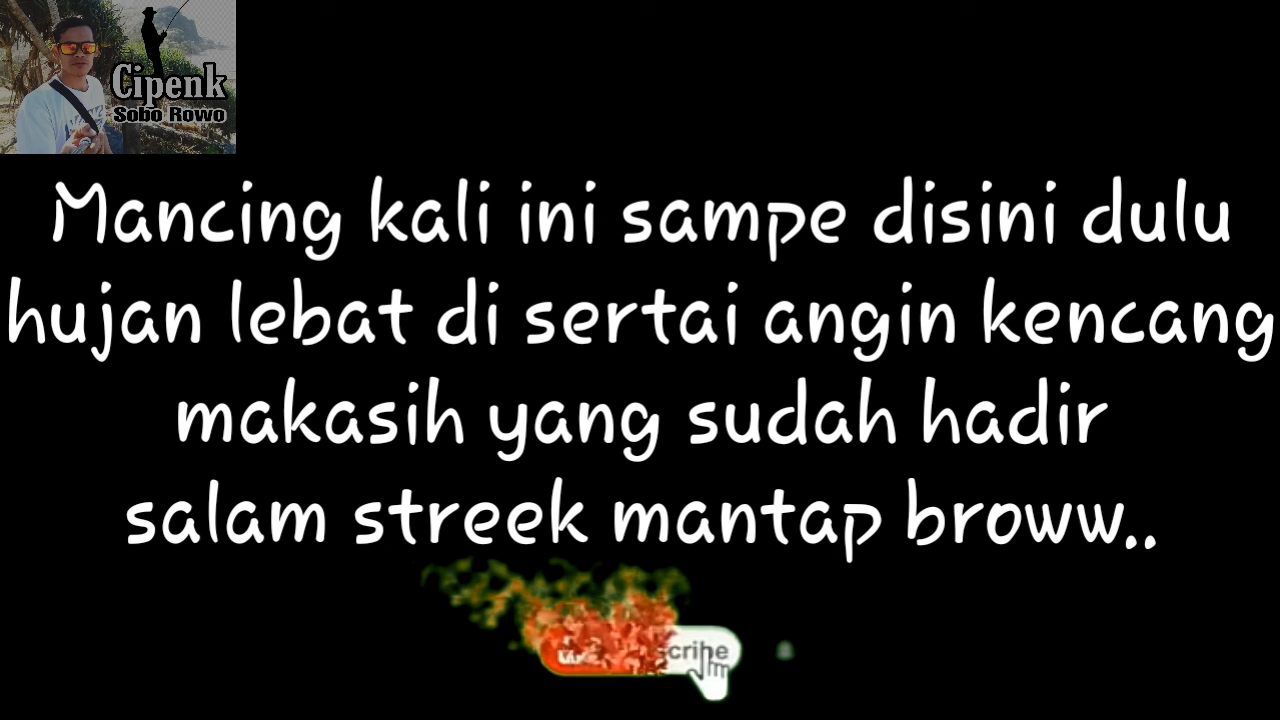 Cipenk
Sobo Rowo
Mancing kali ini sampe disini dulu
hujan lebat di sertai angin kencang
makasih yang sudah hadir
salam streek mantap broww..